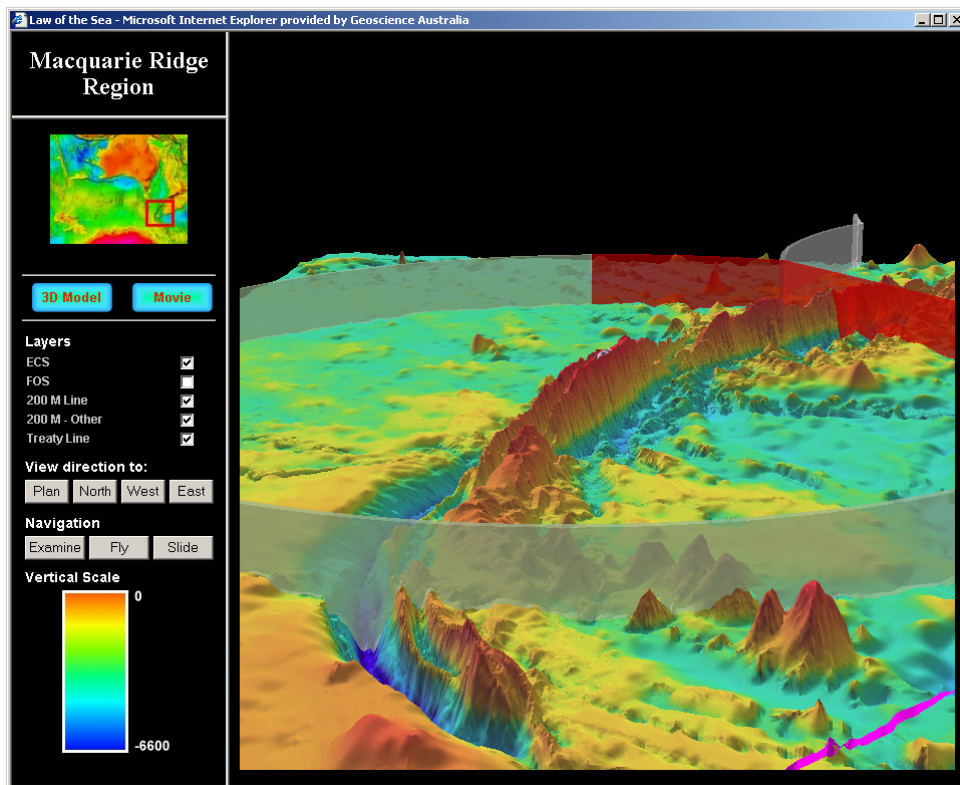 Law of the Sea - Microsoft Internet Explorer provided by Geoscience Australia
Macquarie Ridge
Region
3D Model Movie
Layers
ECS
FOS
200 M Line
200 M - Other
Treaty Line
View direction to:
Plan North West East
Navigation
Examine Fly Slide
Vertical Scale
0
-6600